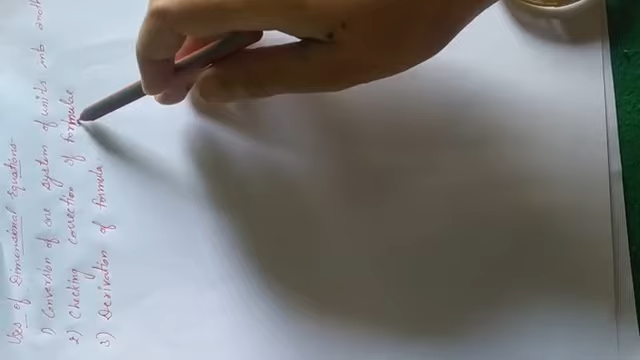 Uses of Dimensional Equations
1) Conversion of one system of units into
2) Checking correction of formulae
3) Derivation of formula